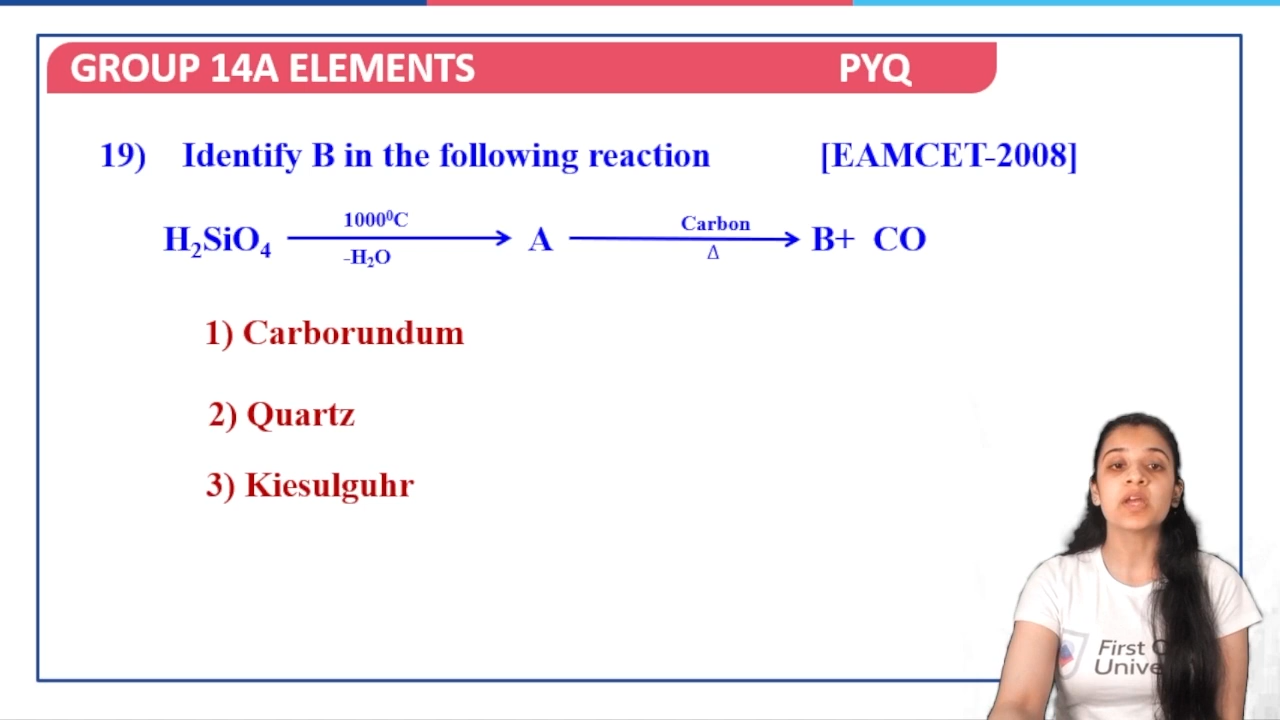 GROUP 14A ELEMENTS PYQ
19) Identify B in the following reaction [EAMCET-2008]
H₂SiO₄ 1000⁰C -H₂O A Carbon Δ B+ CO
1) Carborundum
2) Quartz
3) Kiesulguhr
First